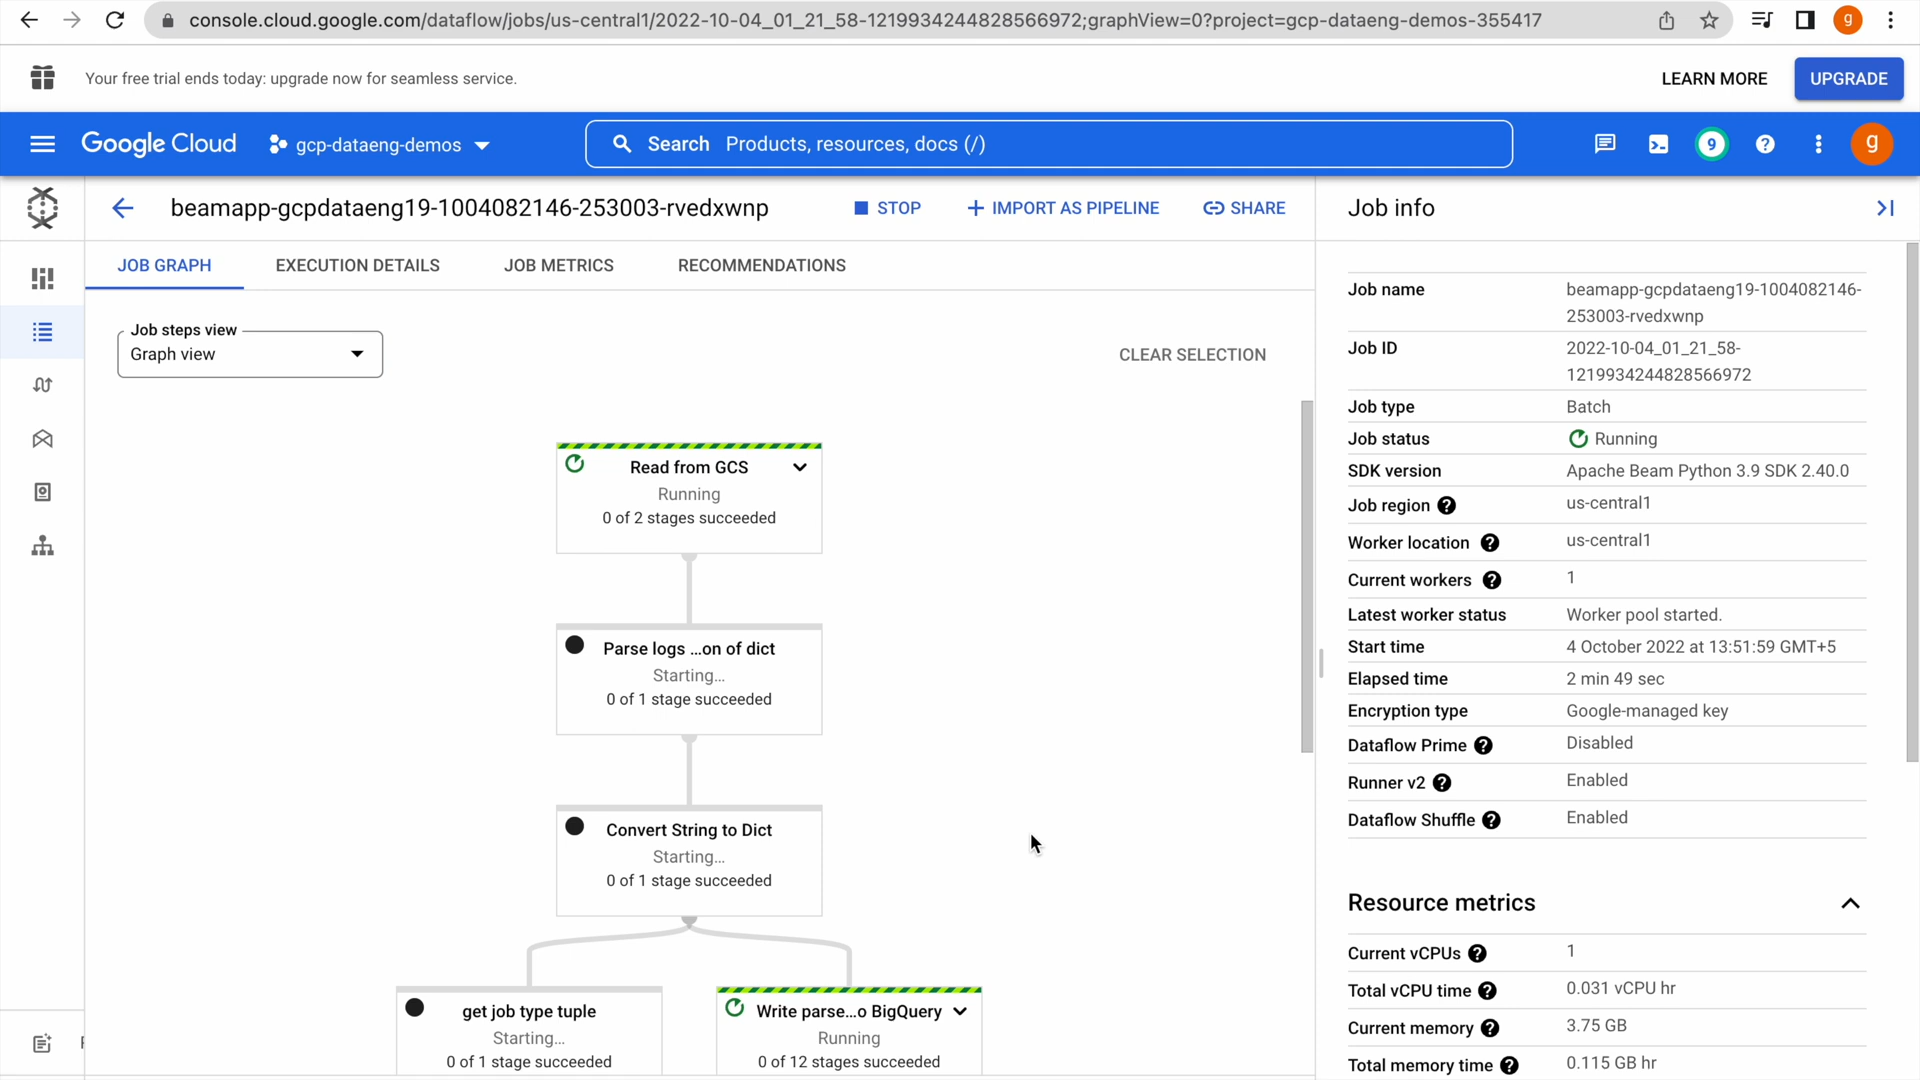 console.cloud.google.com/dataflow/jobs/us-central1/2022-10-04_01_21_58-1219934244828566972;graphView=0?project=gcp-dataeng-demos-355417
g
Your free trial ends today: upgrade now for seamless service.
LEARN MORE
UPGRADE
Google Cloud
gcp-dataeng-demos
Search Products, resources, docs (/)
9
g
beamapp-gcpdataeng19-1004082146-253003-rvedxwnp
STOP
IMPORT AS PIPELINE
SHARE
JOB GRAPH
EXECUTION DETAILS
JOB METRICS
RECOMMENDATIONS
Job steps view
Graph view
CLEAR SELECTION
Read from GCS
Running
0 of 2 stages succeeded
Parse logs ...on of dict
Starting...
0 of 1 stage succeeded
Convert String to Dict
Starting...
0 of 1 stage succeeded
get job type tuple
Starting...
0 of 1 stage succeeded
Write parse...o BigQuery
Running
0 of 12 stages succeeded
Job info
Job name beamapp-gcpdataeng19-1004082146-
253003-rvedxwnp
Job ID 2022-10-04_01_21_58-
1219934244828566972
Job type Batch
Job status Running
SDK version Apache Beam Python 3.9 SDK 2.40.0
Job region us-central1
Worker location us-central1
Current workers 1
Latest worker status Worker pool started.
Start time 4 October 2022 at 13:51:59 GMT+5
Elapsed time 2 min 49 sec
Encryption type Google-managed key
Dataflow Prime Disabled
Runner v2 Enabled
Dataflow Shuffle Enabled
Resource metrics
Current vCPUs 1
Total vCPU time 0.031 vCPU hr
Current memory 3.75 GB
Total memory time 0.115 GB hr